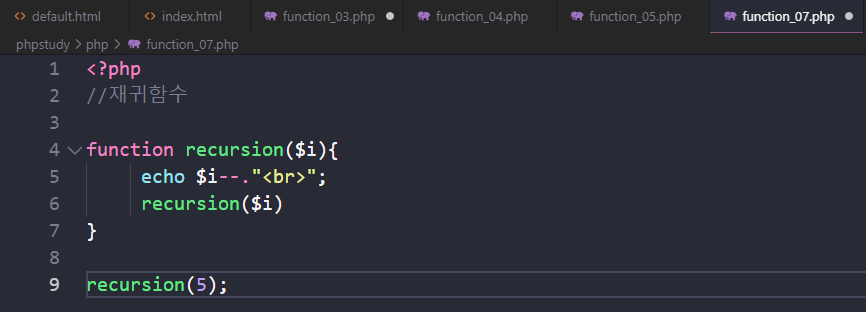 default.html index.html function_03.php function_04.php function_05.php function_07.php
phpstudy > php > function_07.php
1 <?php
2 //재귀함수
3
4 function recursion($i){
5 echo $i--."<br>";
6 recursion($i)
7 }
8
9 recursion(5);